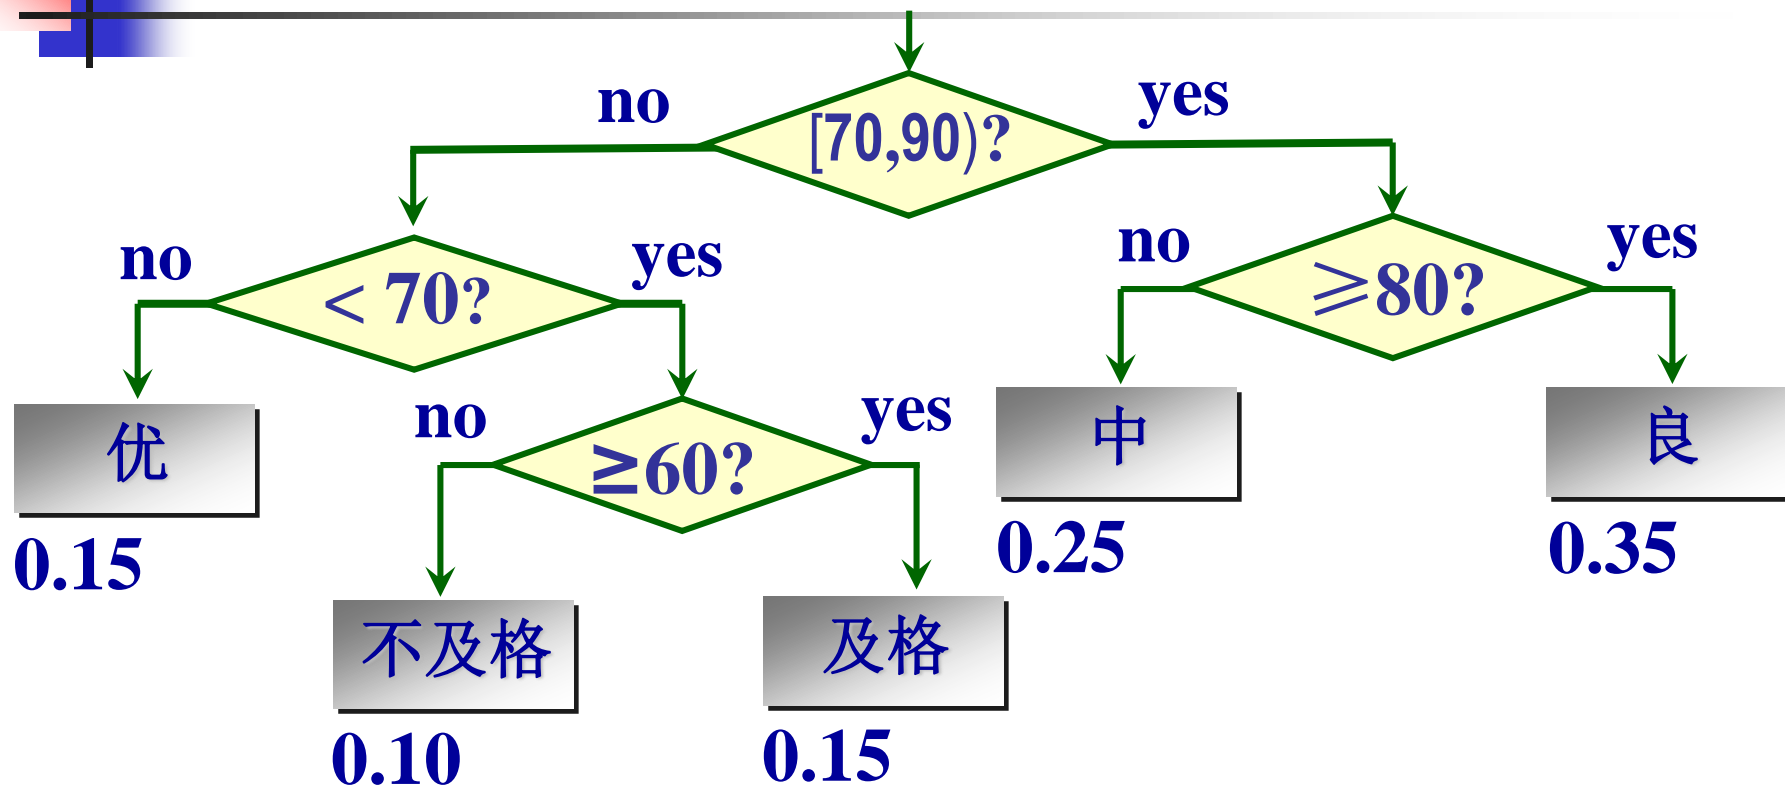 no
[70,90)?
yes
no
< 70?
yes
no
≥80?
yes
优
0.15
no
≥60?
yes
中
0.25
良
0.35
不及格
0.10
及格
0.15